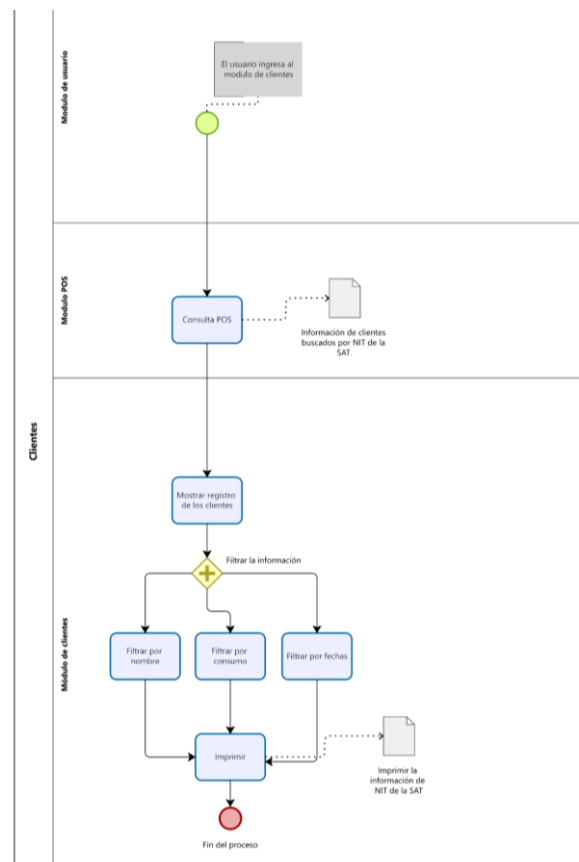 Clientes
Modulo de usuario
El usuario ingresa al
modulo de clientes
Modulo POS
Consulta POS
Información de clientes
buscados por NIT de la
SAT.
Módulo de clientes
Mostrar registro
de los clientes
Filtrar la información
Filtrar por
nombre
Filtrar por
consumo
Filtrar por fechas
Imprimir
Imprimir la
información de
NIT de la SAT
Fin del proceso